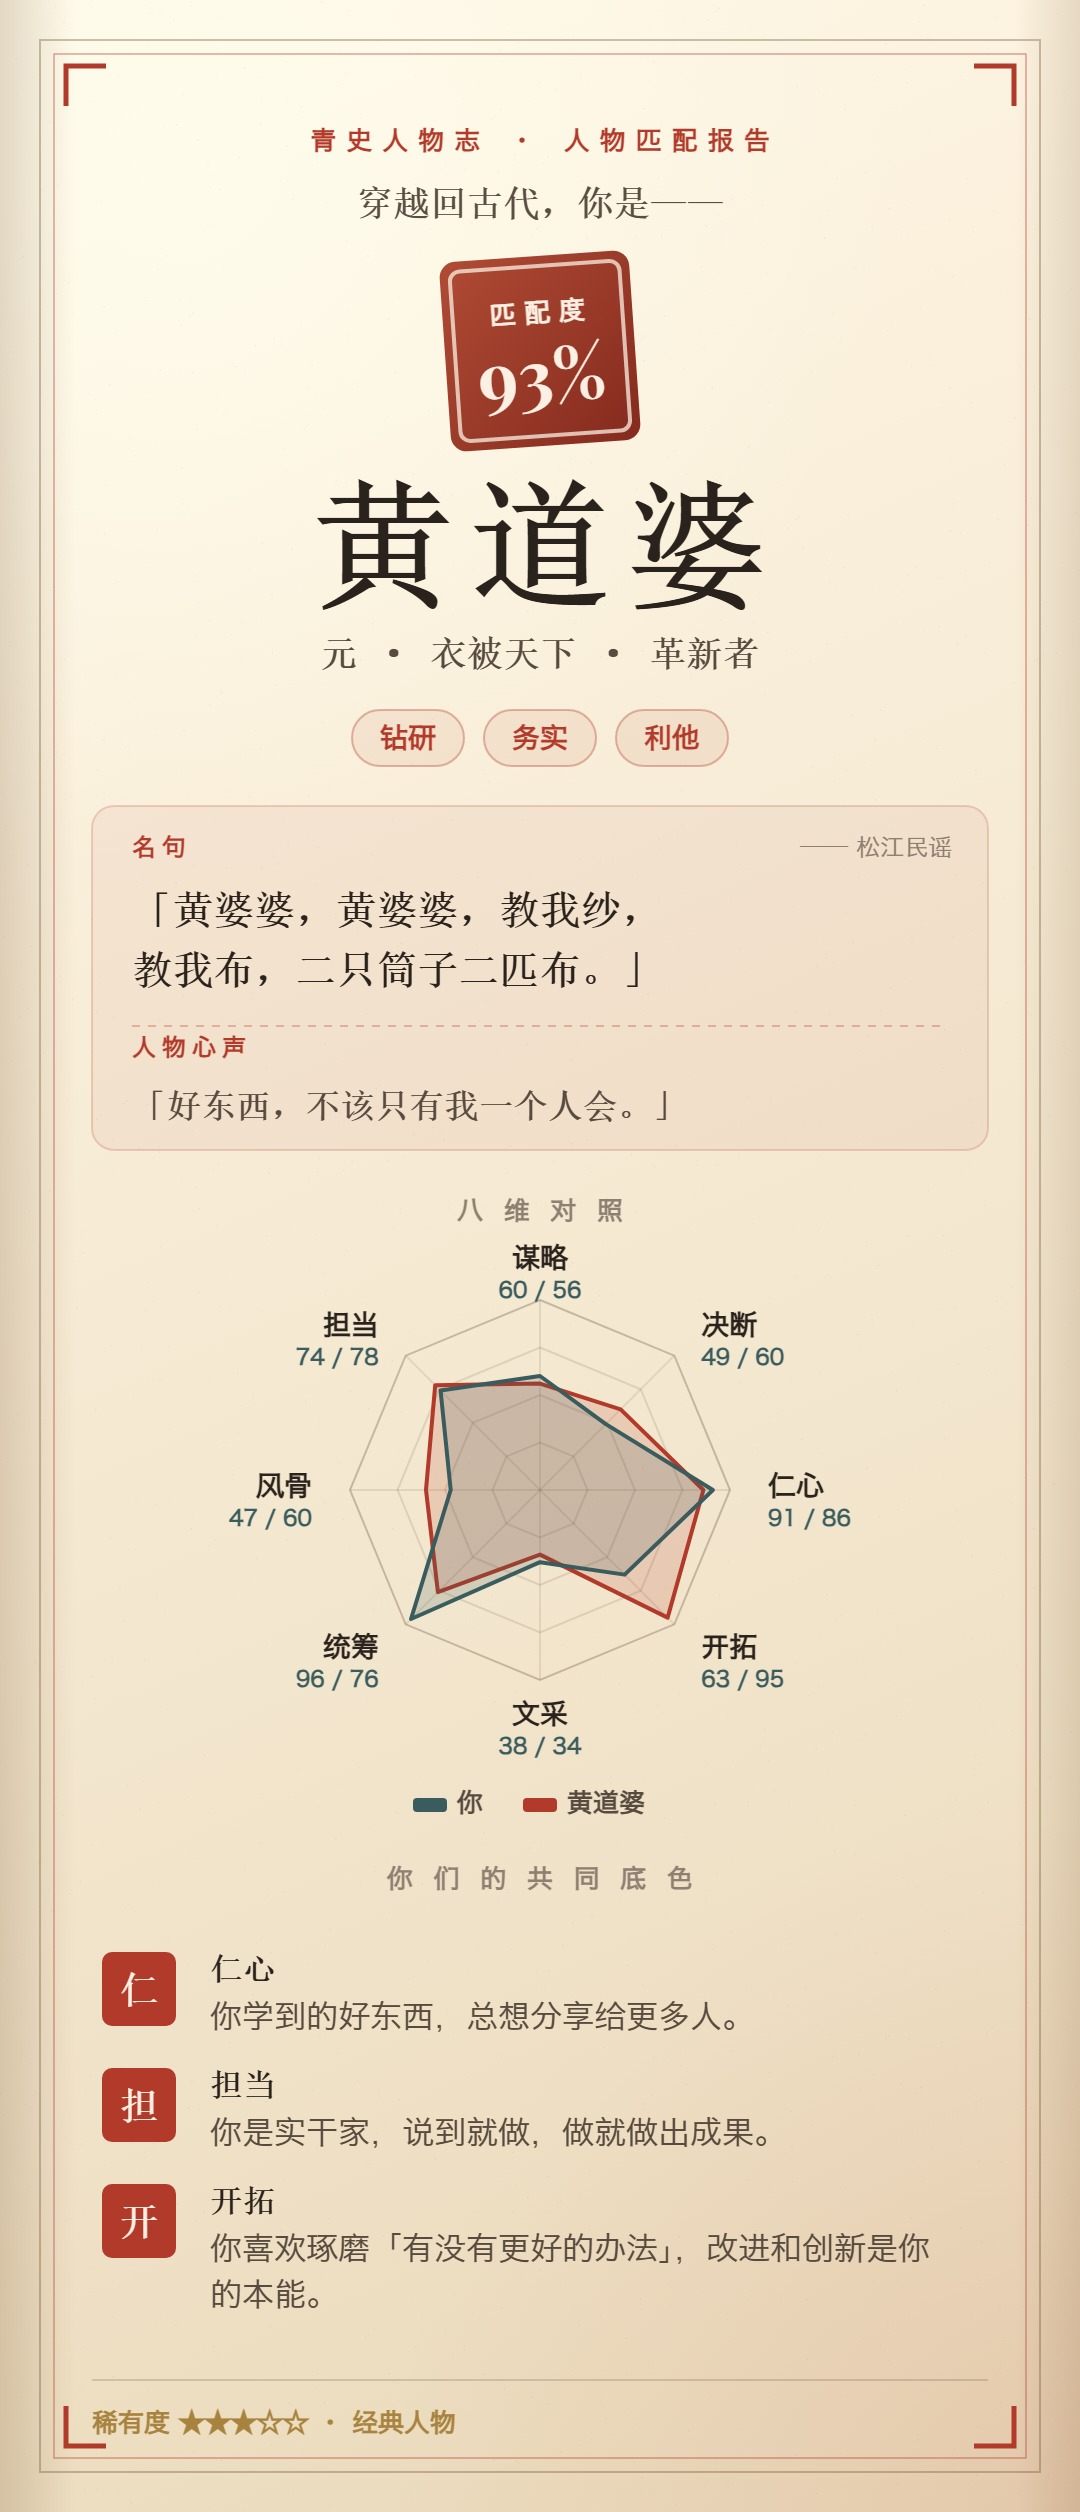 青史人物志 · 人物匹配报告
穿越回古代，你是——
匹配度
93%
黄道婆
元 • 衣被天下 • 革新者
钻研 务实 利他
名句 —— 松江民谣
「黄婆婆，黄婆婆，教我纱，
教我布，二只筒子二匹布。」
人物心声
「好东西，不该只有我一个人会。」
八维对照
谋略
60 / 56
担当 决断
74 / 78 49 / 60
风骨 仁心
47 / 60 91 / 86
统筹 开拓
96 / 76 63 / 95
文采
38 / 34
你 黄道婆
你们的共同底色
仁
仁心
你学到的好东西，总想分享给更多人。
担
担当
你是实干家，说到就做，做就做出成果。
开
开拓
你喜欢琢磨「有没有更好的办法」，改进和创新是你
的本能。
稀有度 ★★★☆☆ · 经典人物